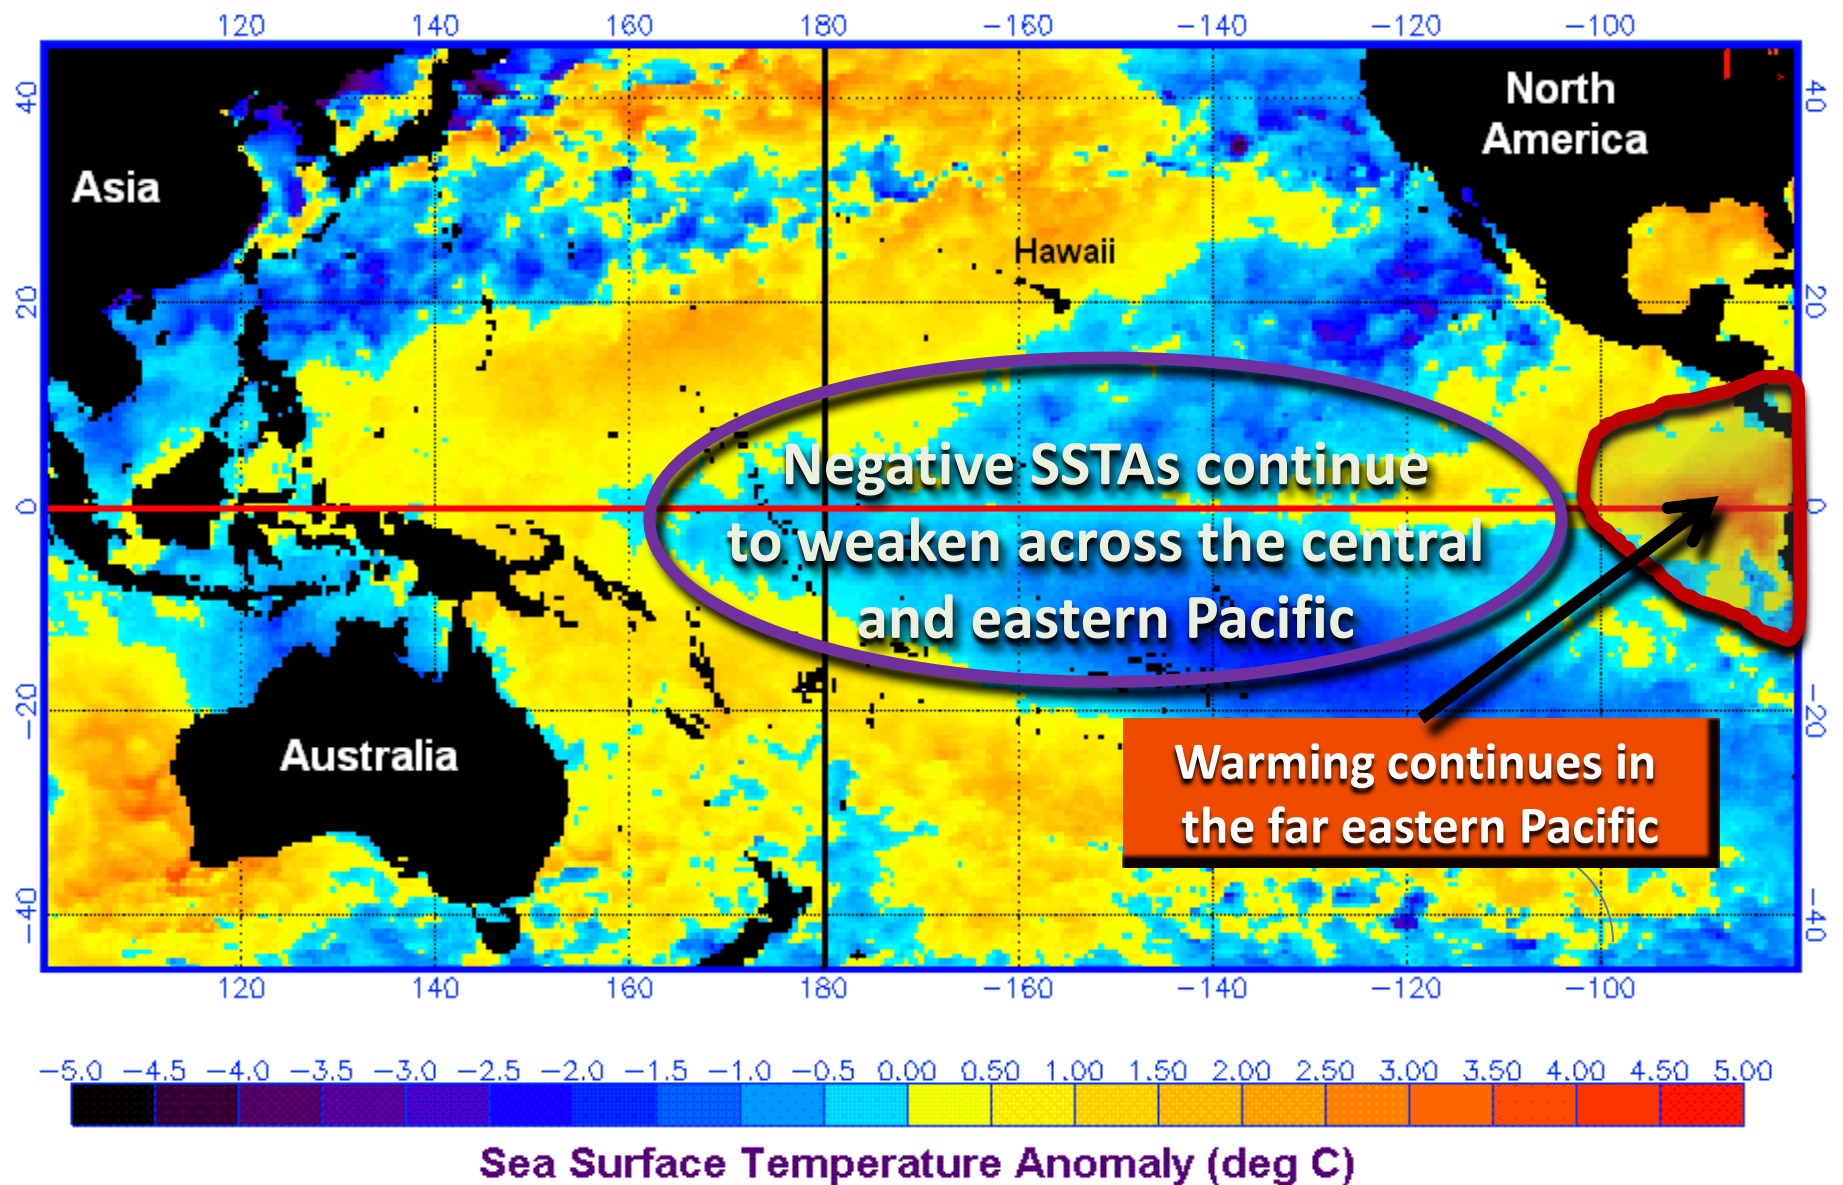 120 140 160 180 −160 −140 −120 −100
40 40
North
America
Asia
Hawaii
20 20
Negative SSTAs continue
0 0
to weaken across the central
and eastern Pacific
−20 −20
Australia
Warming continues in
the far eastern Pacific
−40 −40
120 140 160 180 −160 −140 −120 −100
−5.0 −4.5 −4.0 −3.5 −3.0 −2.5 −2.0 −1.5 −1.0 −0.5 0.00 0.50 1.00 1.50 2.00 2.50 3.00 3.50 4.00 4.50 5.00
Sea Surface Temperature Anomaly (deg C)